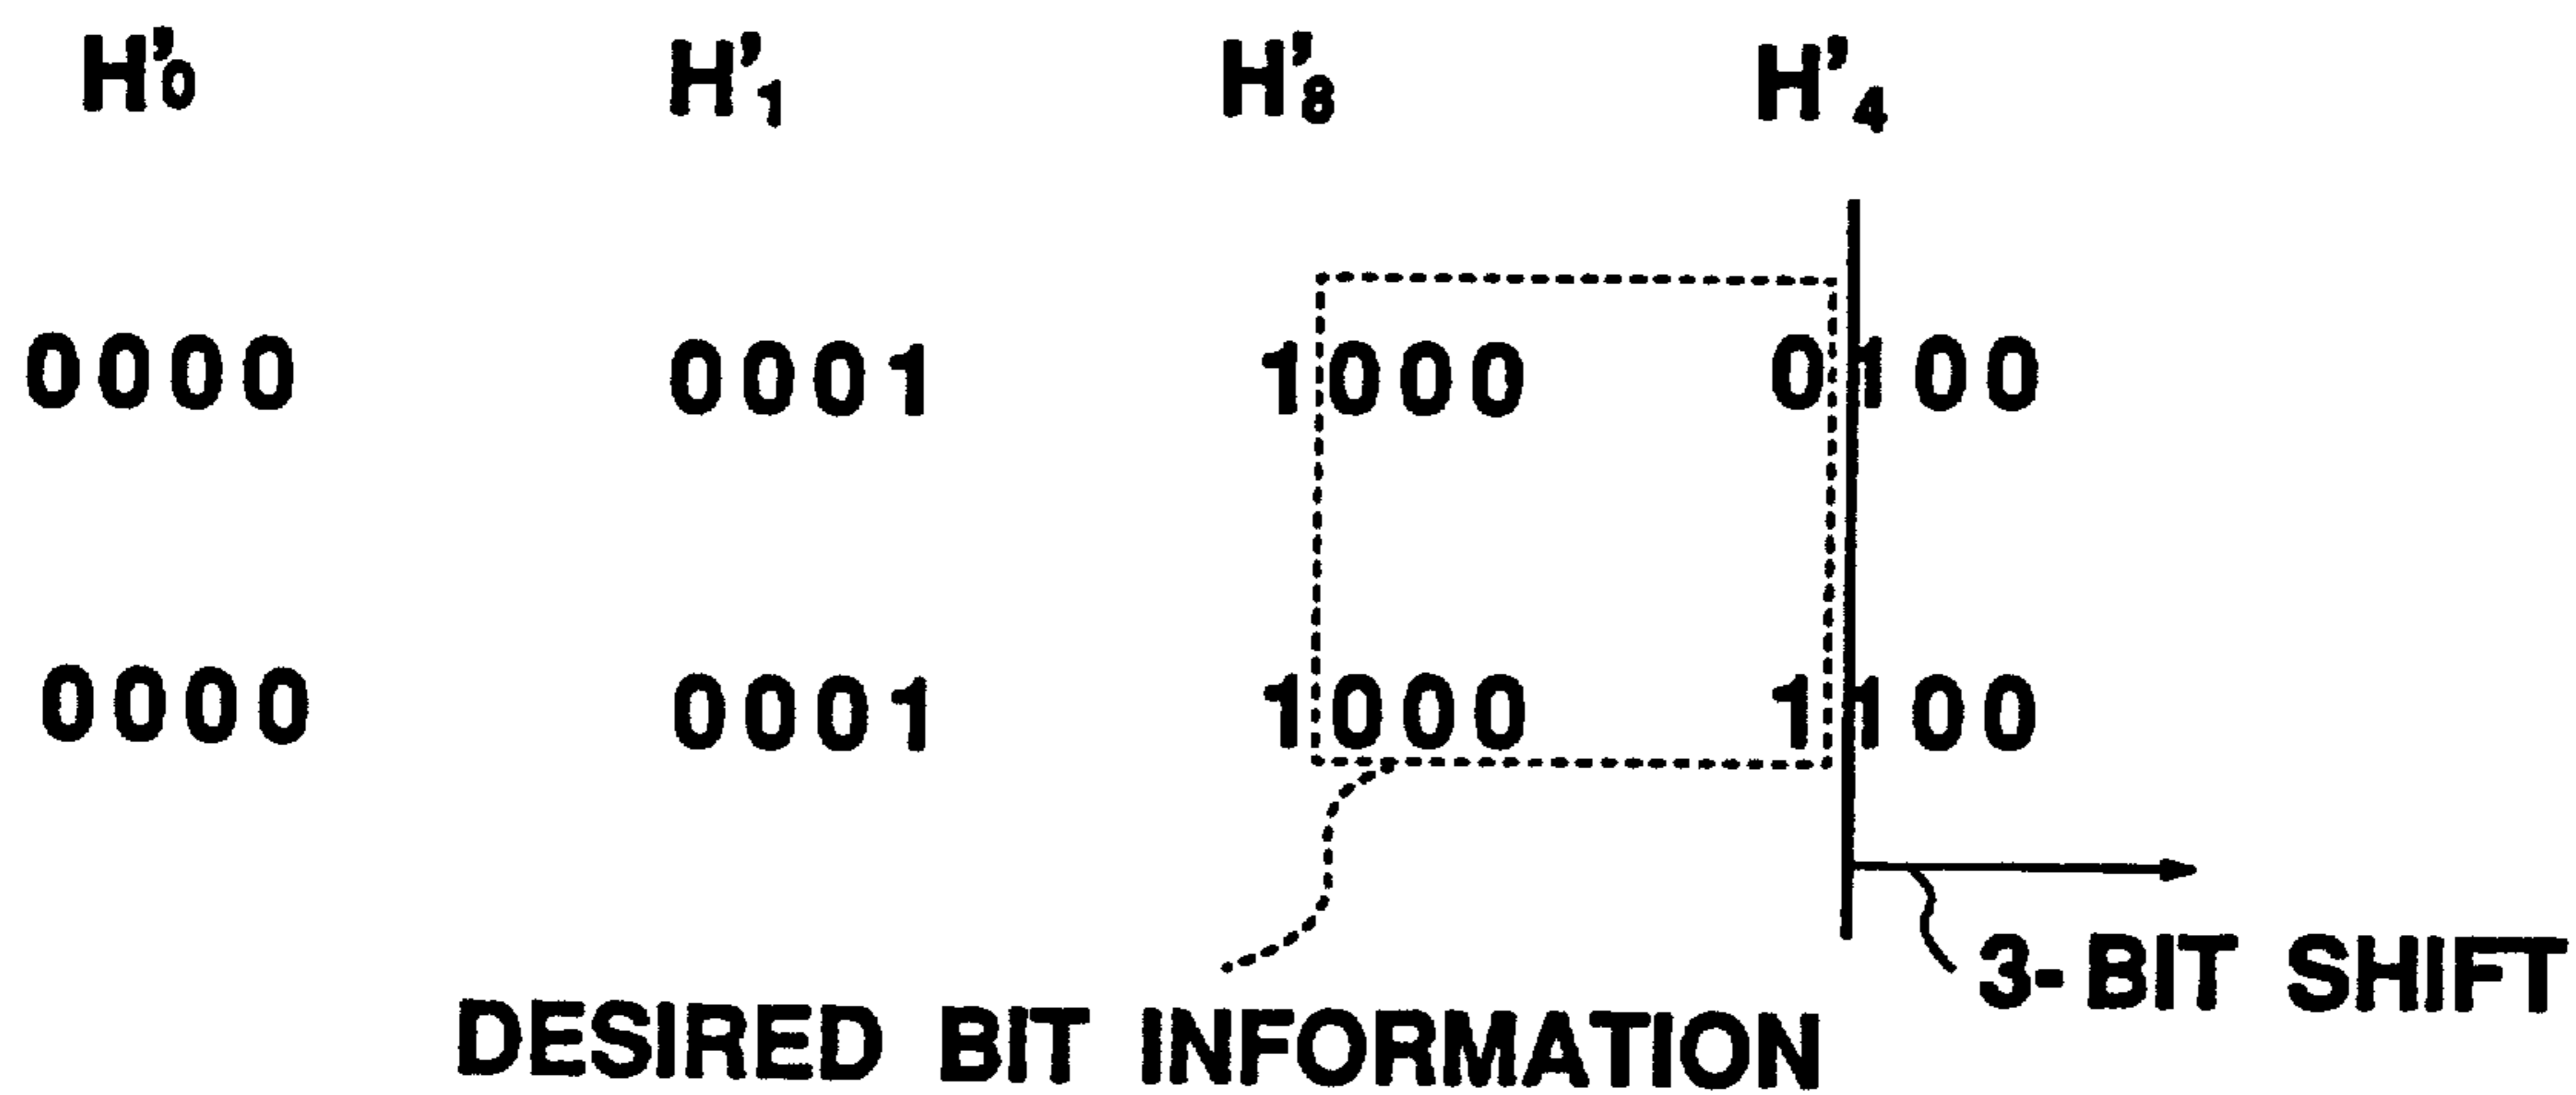 H'0 H'1 H'8 H'4
0000 0001 1000 0100
0000 0001 1000 1100
3-BIT SHIFT
DESIRED BIT INFORMATION